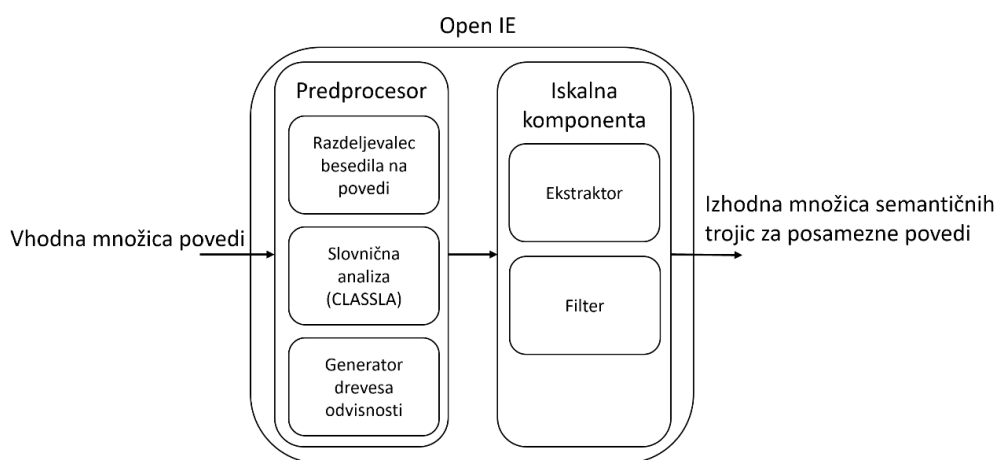 Open IE
Vhodna množica povedi
Predprocesor
Razdeljevalec
besedila na
povedi
Slovnična
analiza
(CLASSLA)
Generator
drevesa
odvisnosti
Iskalna
komponenta
Ekstraktor
Filter
Izhodna množica semantičnih
trojic za posamezne povedi